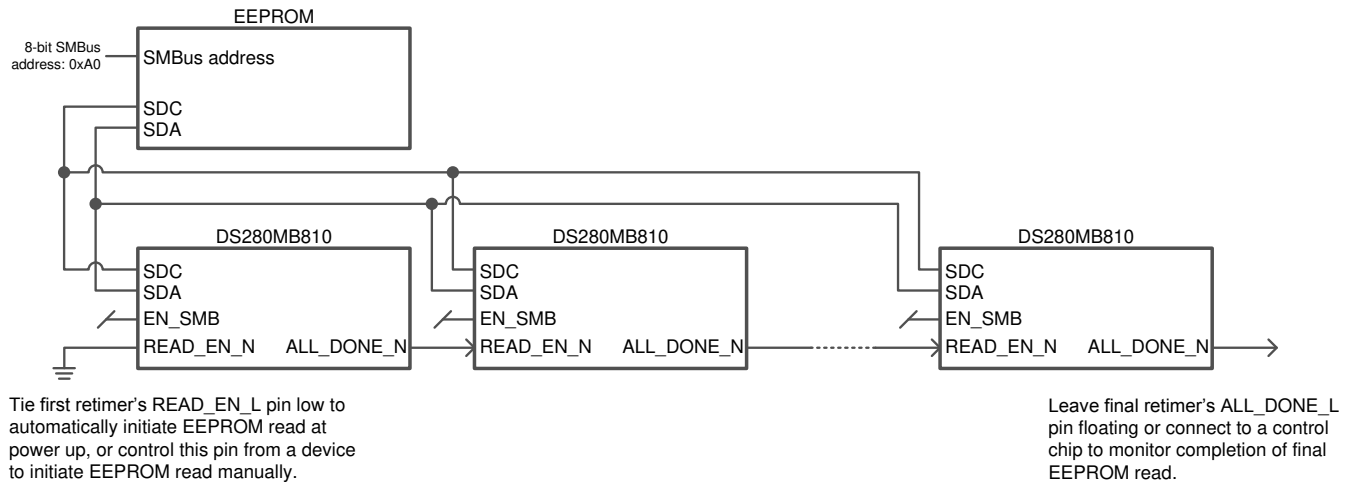 EEPROM
8-bit SMBus
address: 0xA0
SMBus address
SDC
SDA
DS280MB810
SDC
SDA
EN_SMB
READ_EN_N ALL_DONE_N
DS280MB810
SDC
SDA
EN_SMB
READ_EN_N ALL_DONE_N
DS280MB810
SDC
SDA
EN_SMB
READ_EN_N ALL_DONE_N
Tie first retimer's READ_EN_L pin low to
automatically initiate EEPROM read at
power up, or control this pin from a device
to initiate EEPROM read manually.
Leave final retimer's ALL_DONE_L
pin floating or connect to a control
chip to monitor completion of final
EEPROM read.